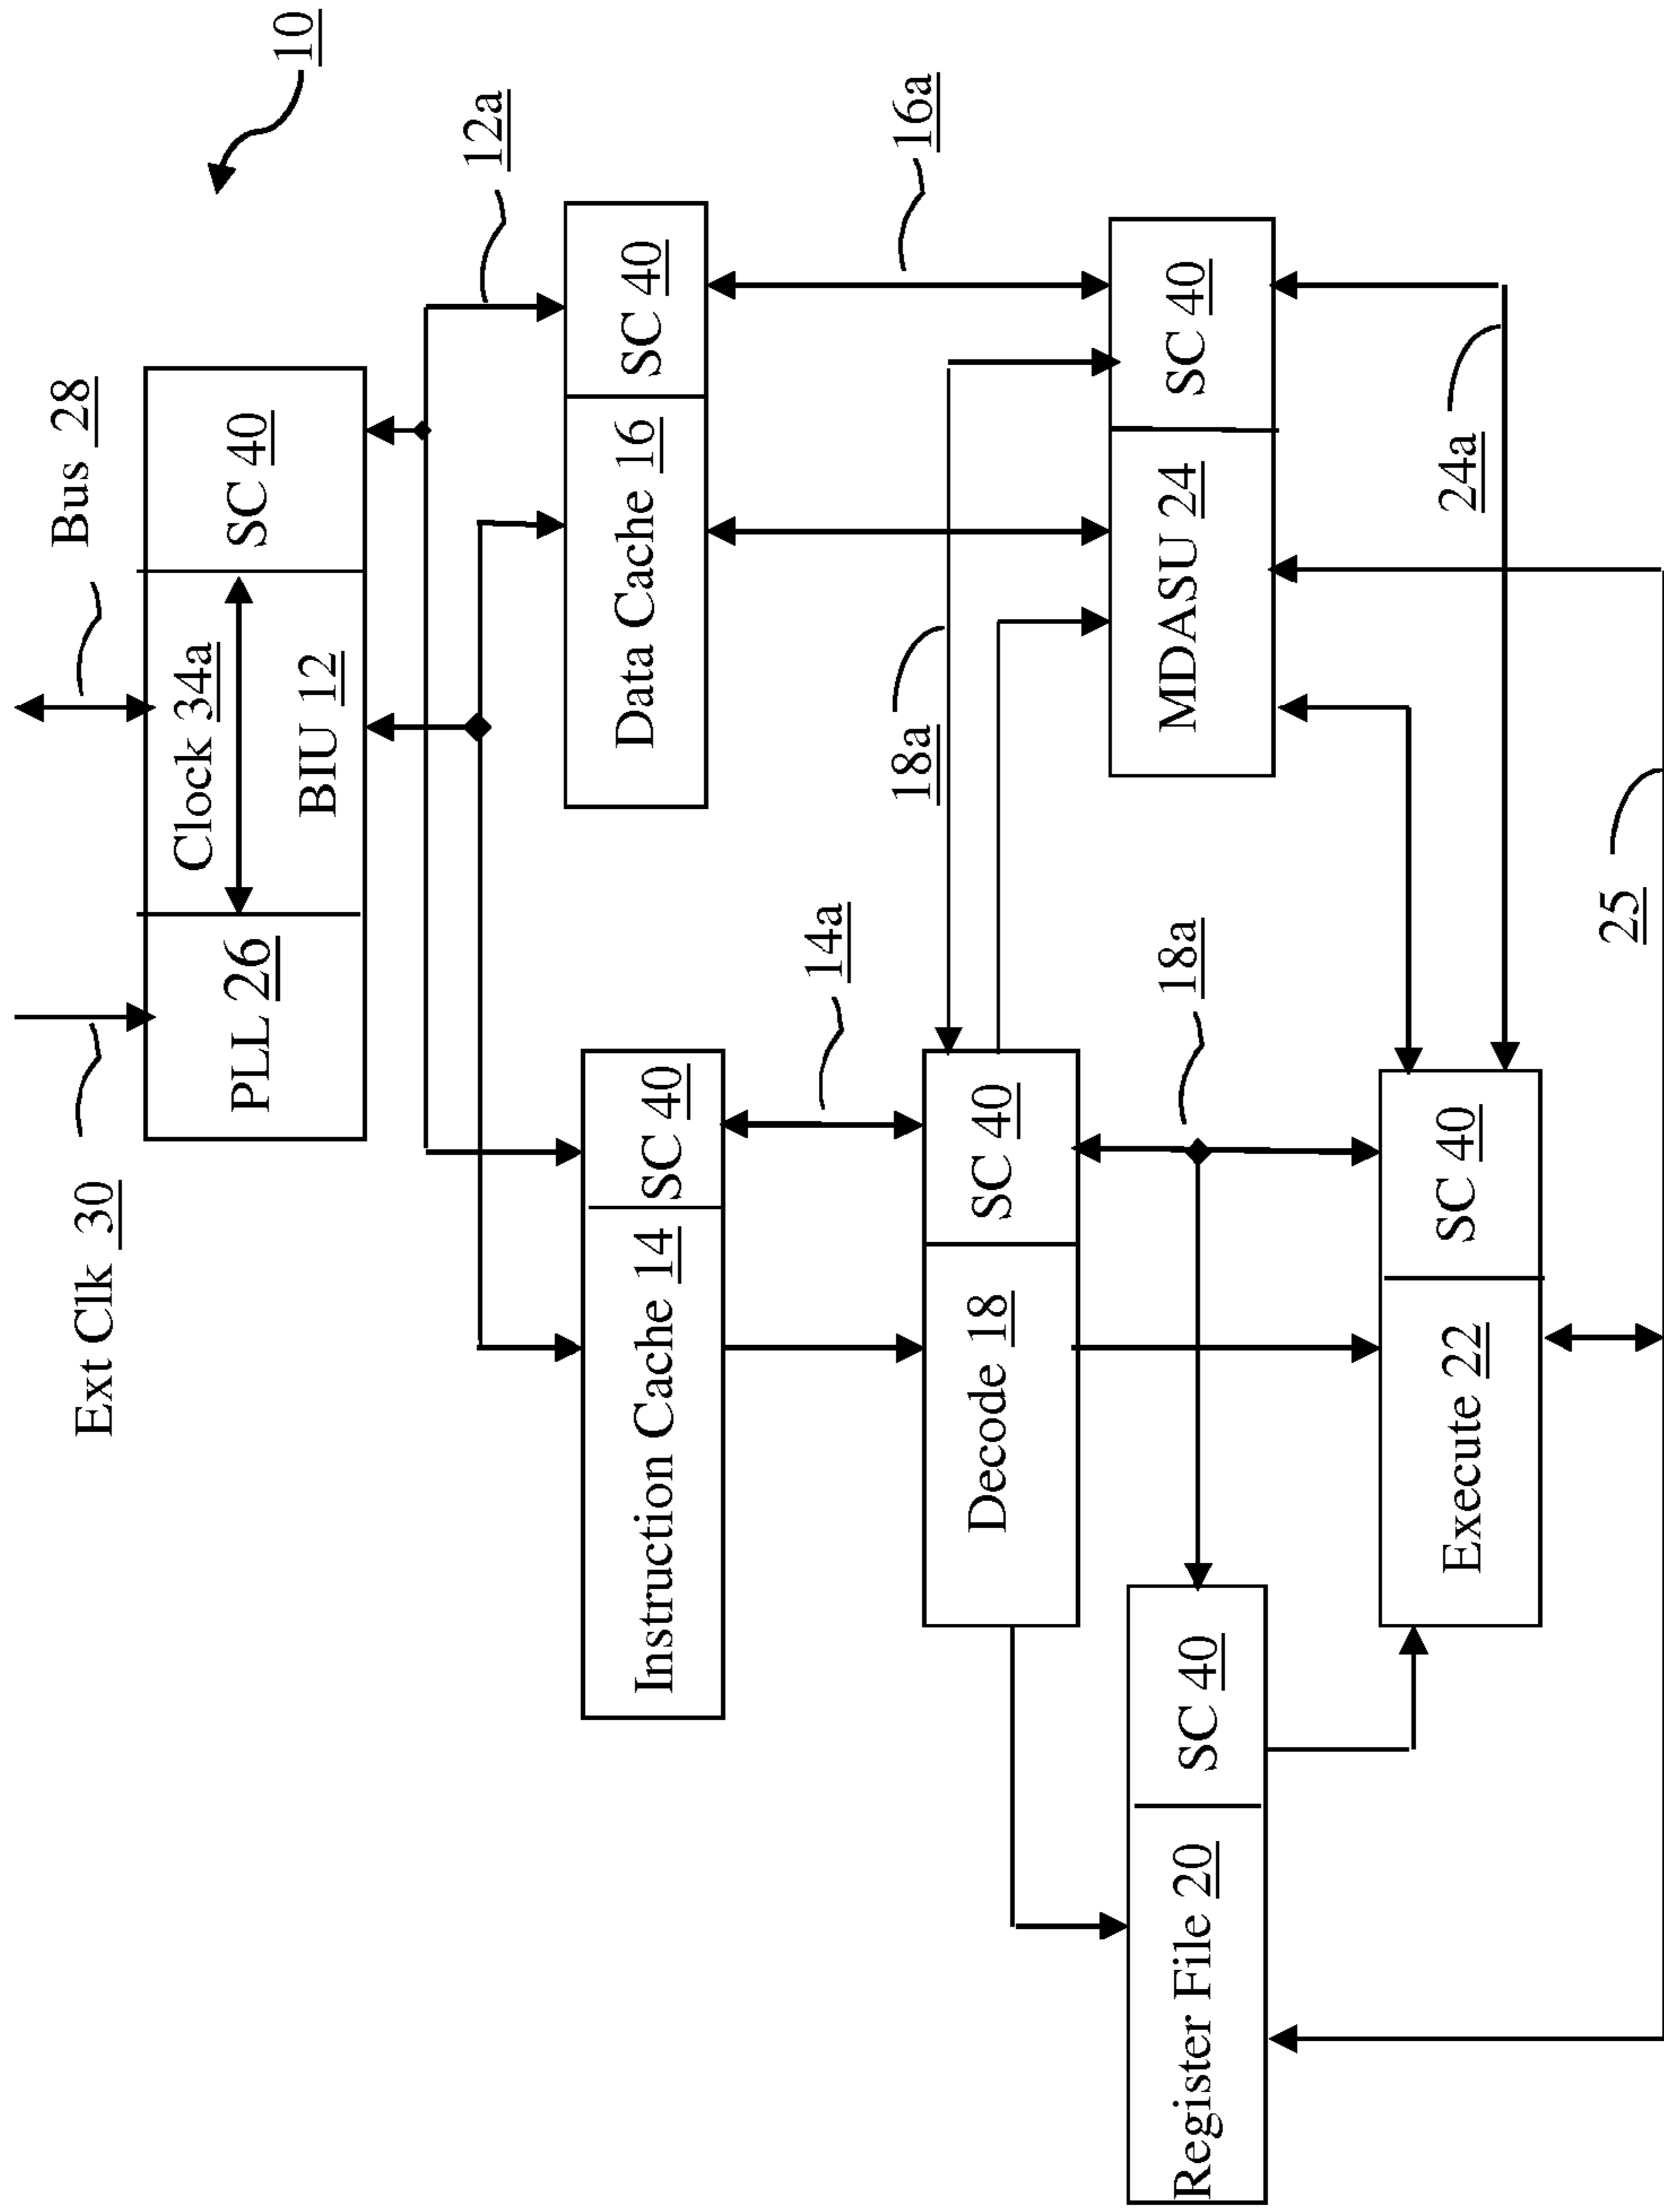 10
Ext Clk 30
Bus 28
PLL 26
Clock 34a
BIU 12
SC 40
12a
Instruction Cache 14
SC 40
Data Cache 16
SC 40
14a
18a
16a
Decode 18
SC 40
Register File 20
SC 40
18a
MDASU 24
SC 40
24a
Execute 22
SC 40
25